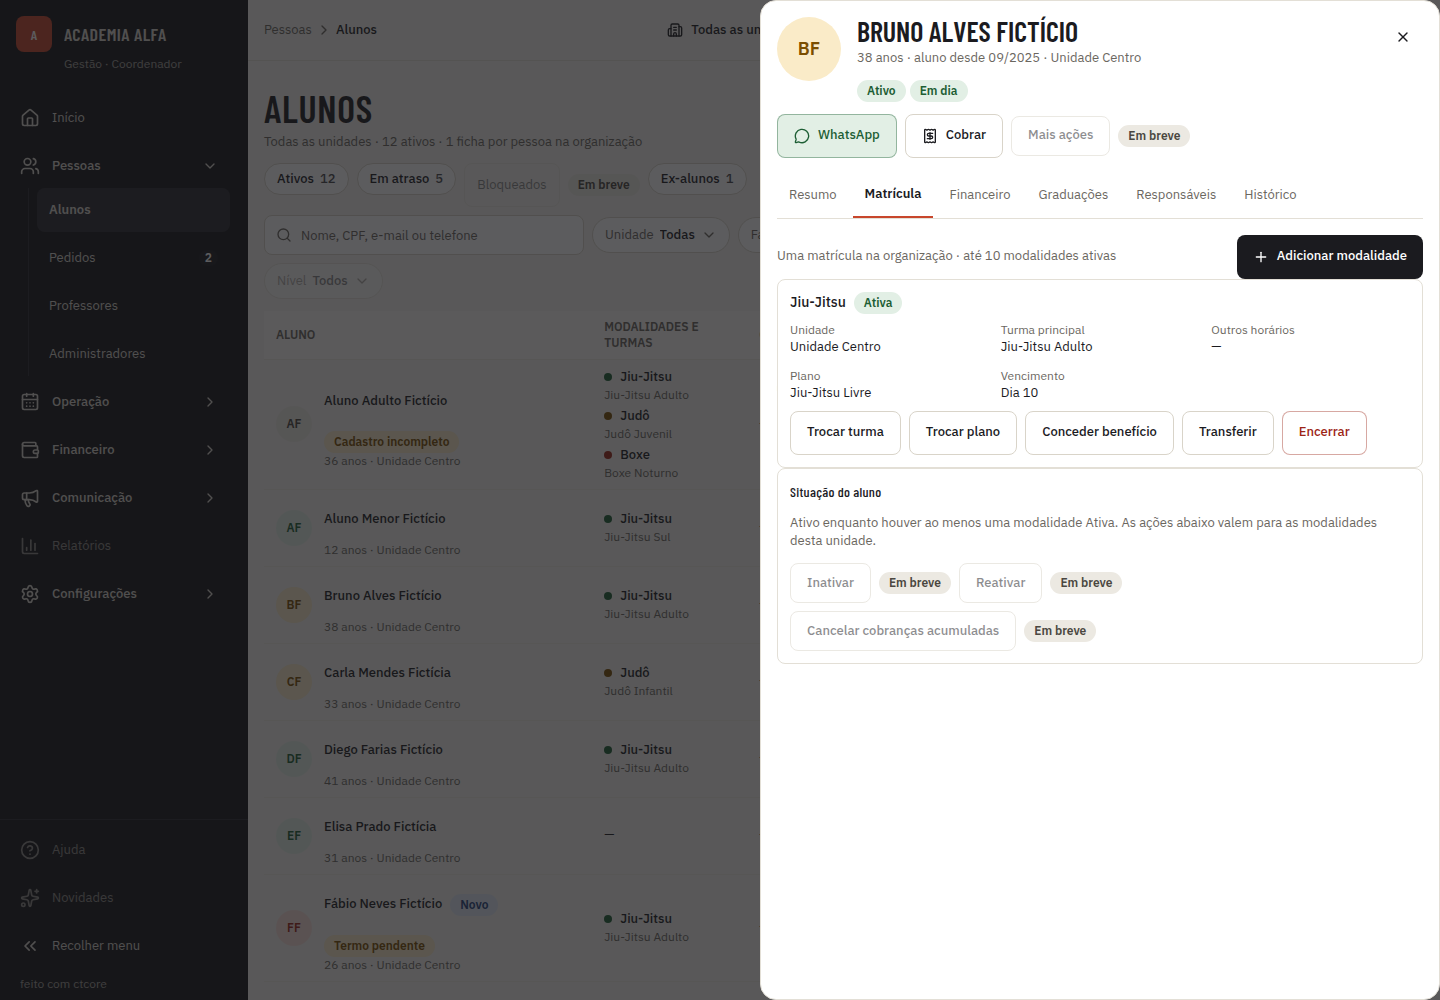 A
ACADEMIA ALFA
Gestão · Coordenador
Início
Pessoas
Alunos
Pedidos 2
Professores
Administradores
Operação
Financeiro
Comunicação
Relatórios
Configurações
Ajuda
Novidades
Recolher menu
feito com ctcore
Pessoas > Alunos
Todas as un
ALUNOS
Todas as unidades · 12 ativos · 1 ficha por pessoa na organização
Ativos 12
Em atraso 5
Bloqueados
Em breve
Ex-alunos 1
Nome, CPF, e-mail ou telefone
Unidade Todas
Fa
Nível Todos
ALUNO
MODALIDADES E
TURMAS
AF
Aluno Adulto Fictício
Cadastro incompleto
36 anos · Unidade Centro
Jiu-Jitsu
Jiu-Jitsu Adulto
Judô
Judô Juvenil
Boxe
Boxe Noturno
AF
Aluno Menor Fictício
12 anos · Unidade Centro
Jiu-Jitsu
Jiu-Jitsu Sul
BF
Bruno Alves Fictício
38 anos · Unidade Centro
Jiu-Jitsu
Jiu-Jitsu Adulto
CF
Carla Mendes Fictícia
33 anos · Unidade Centro
Judô
Judô Infantil
DF
Diego Farias Fictício
41 anos · Unidade Centro
Jiu-Jitsu
Jiu-Jitsu Adulto
EF
Elisa Prado Fictícia
31 anos · Unidade Centro
—
FF
Fábio Neves Fictício Novo
Termo pendente
26 anos · Unidade Centro
Jiu-Jitsu
Jiu-Jitsu Adulto
BF
BRUNO ALVES FICTÍCIO
38 anos · aluno desde 09/2025 · Unidade Centro
Ativo Em dia
WhatsApp
Cobrar
Mais ações
Em breve
Resumo Matrícula Financeiro Graduações Responsáveis Histórico
Uma matrícula na organização · até 10 modalidades ativas
Adicionar modalidade
Jiu-Jitsu Ativa
Unidade
Unidade Centro
Turma principal
Jiu-Jitsu Adulto
Outros horários
—
Plano
Jiu-Jitsu Livre
Vencimento
Dia 10
Trocar turma
Trocar plano
Conceder benefício
Transferir
Encerrar
Situação do aluno
Ativo enquanto houver ao menos uma modalidade Ativa. As ações abaixo valem para as modalidades
desta unidade.
Inativar Em breve Reativar Em breve
Cancelar cobranças acumuladas Em breve